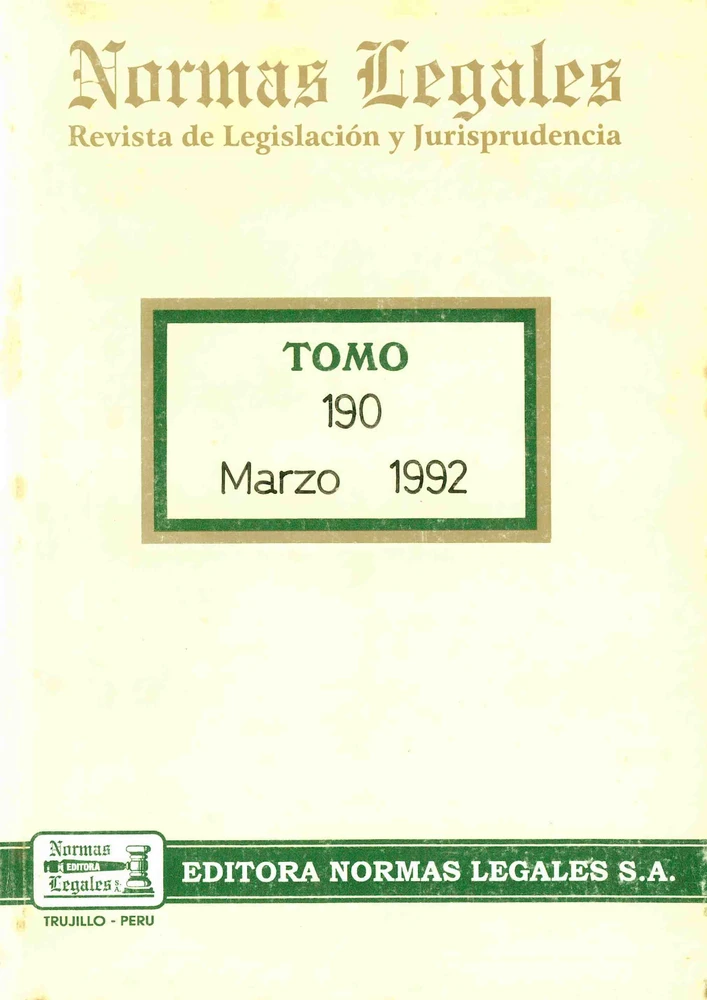 Normas Legales
Revista de Legislación y Jurisprudencia
TOMO
190
Marzo 1992
Normas
EDITORA
Legales S.A.
EDITORA NORMAS LEGALES S.A.
TRUJILLO - PERU